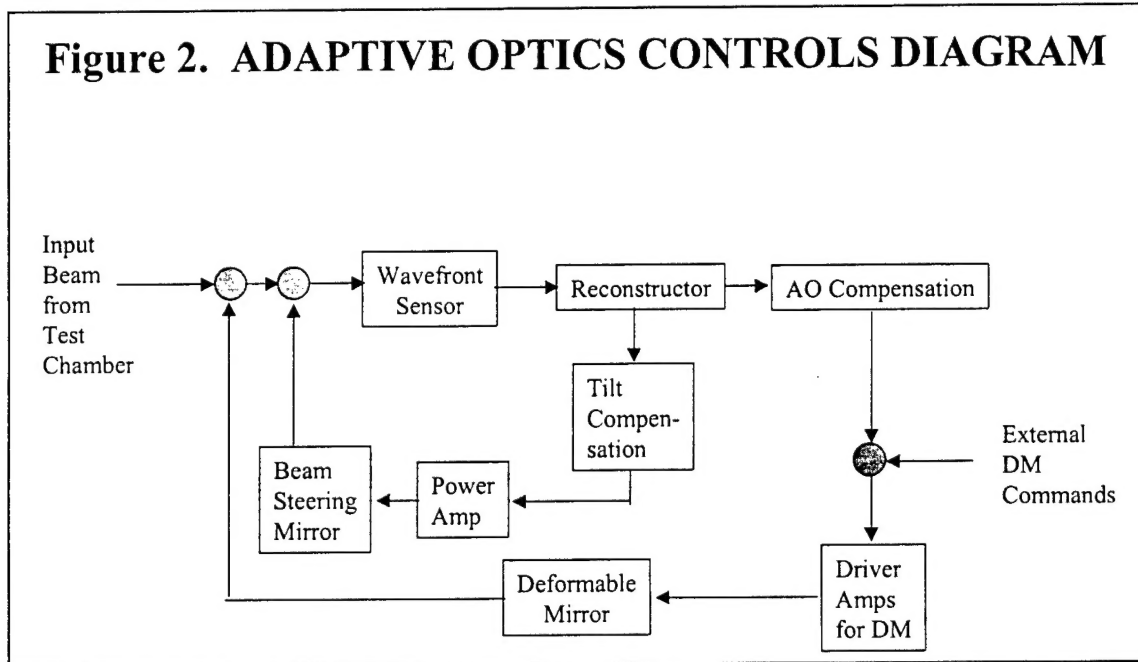 Figure 2. ADAPTIVE OPTICS CONTROLS DIAGRAM
Input
Beam
from
Test
Chamber
Wavefront
Sensor
Reconstructor
AO Compensation
Tilt
Compen-
sation
External
DM
Commands
Beam
Steering
Mirror
Power
Amp
Deformable
Mirror
Driver
Amps
for DM